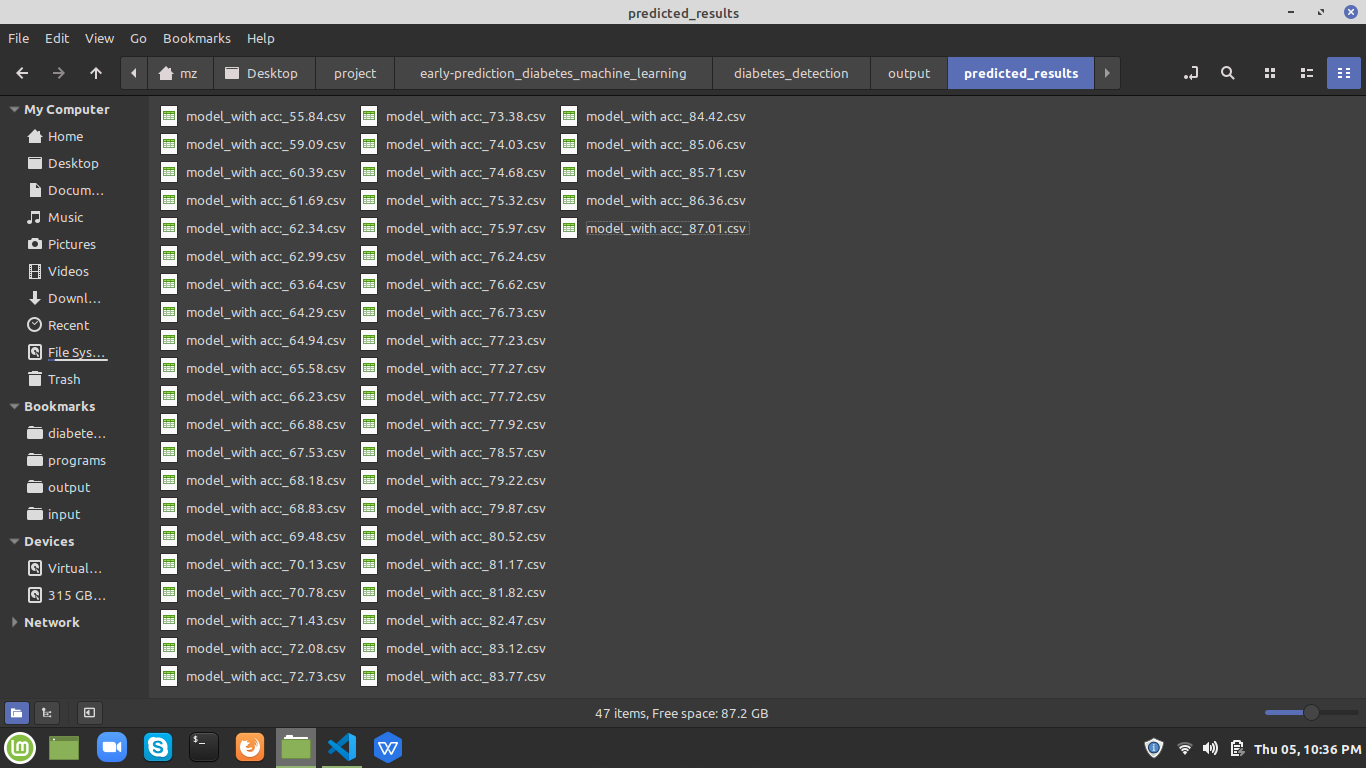 predicted_results
File Edit View Go Bookmarks Help
mz Desktop project early-prediction_diabetes_machine_learning diabetes_detection output predicted_results
My Computer
Home
Desktop
Docum...
Music
Pictures
Videos
Downl...
Recent
File Sys...
Trash
Bookmarks
diabete...
programs
output
input
Devices
Virtual...
315 GB...
Network
model_with acc:_55.84.csv
model_with acc:_59.09.csv
model_with acc:_60.39.csv
model_with acc:_61.69.csv
model_with acc:_62.34.csv
model_with acc:_62.99.csv
model_with acc:_63.64.csv
model_with acc:_64.29.csv
model_with acc:_64.94.csv
model_with acc:_65.58.csv
model_with acc:_66.23.csv
model_with acc:_66.88.csv
model_with acc:_67.53.csv
model_with acc:_68.18.csv
model_with acc:_68.83.csv
model_with acc:_69.48.csv
model_with acc:_70.13.csv
model_with acc:_70.78.csv
model_with acc:_71.43.csv
model_with acc:_72.08.csv
model_with acc:_72.73.csv
model_with acc:_73.38.csv
model_with acc:_74.03.csv
model_with acc:_74.68.csv
model_with acc:_75.32.csv
model_with acc:_75.97.csv
model_with acc:_76.24.csv
model_with acc:_76.62.csv
model_with acc:_76.73.csv
model_with acc:_77.23.csv
model_with acc:_77.27.csv
model_with acc:_77.72.csv
model_with acc:_77.92.csv
model_with acc:_78.57.csv
model_with acc:_79.22.csv
model_with acc:_79.87.csv
model_with acc:_80.52.csv
model_with acc:_81.17.csv
model_with acc:_81.82.csv
model_with acc:_82.47.csv
model_with acc:_83.12.csv
model_with acc:_83.77.csv
model_with acc:_84.42.csv
model_with acc:_85.06.csv
model_with acc:_85.71.csv
model_with acc:_86.36.csv
model_with acc:_87.01.csv
47 items, Free space: 87.2 GB
Thu 05, 10:36 PM